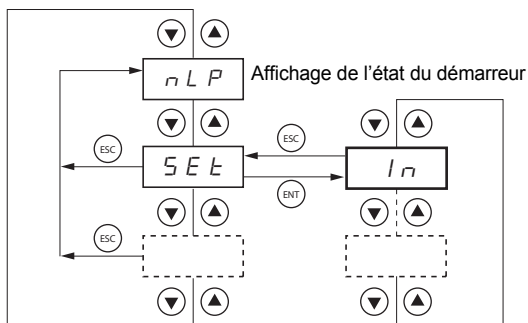 nLP
Affichage de l'état du démarreur
ESC
ESC
SEt
In
ENT
ESC